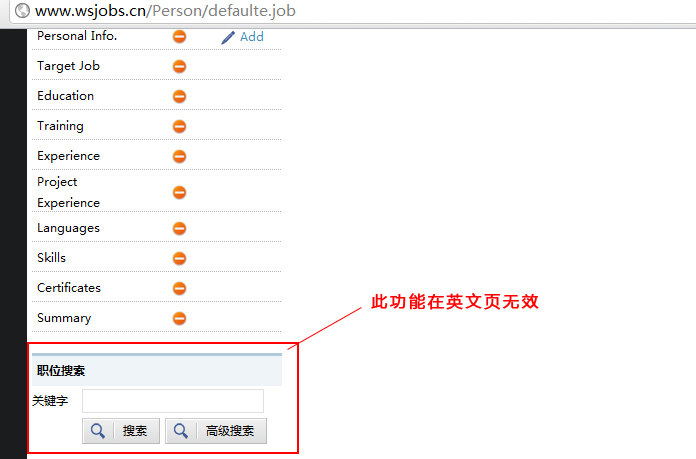 www.wsjobs.cn/Person/defaulte.job
Personal Info. Add
Target Job
Education
Training
Experience
Project
Experience
Languages
Skills
Certificates
此功能在英文页无效
Summary
职位搜索
关键字
搜索 高级搜索